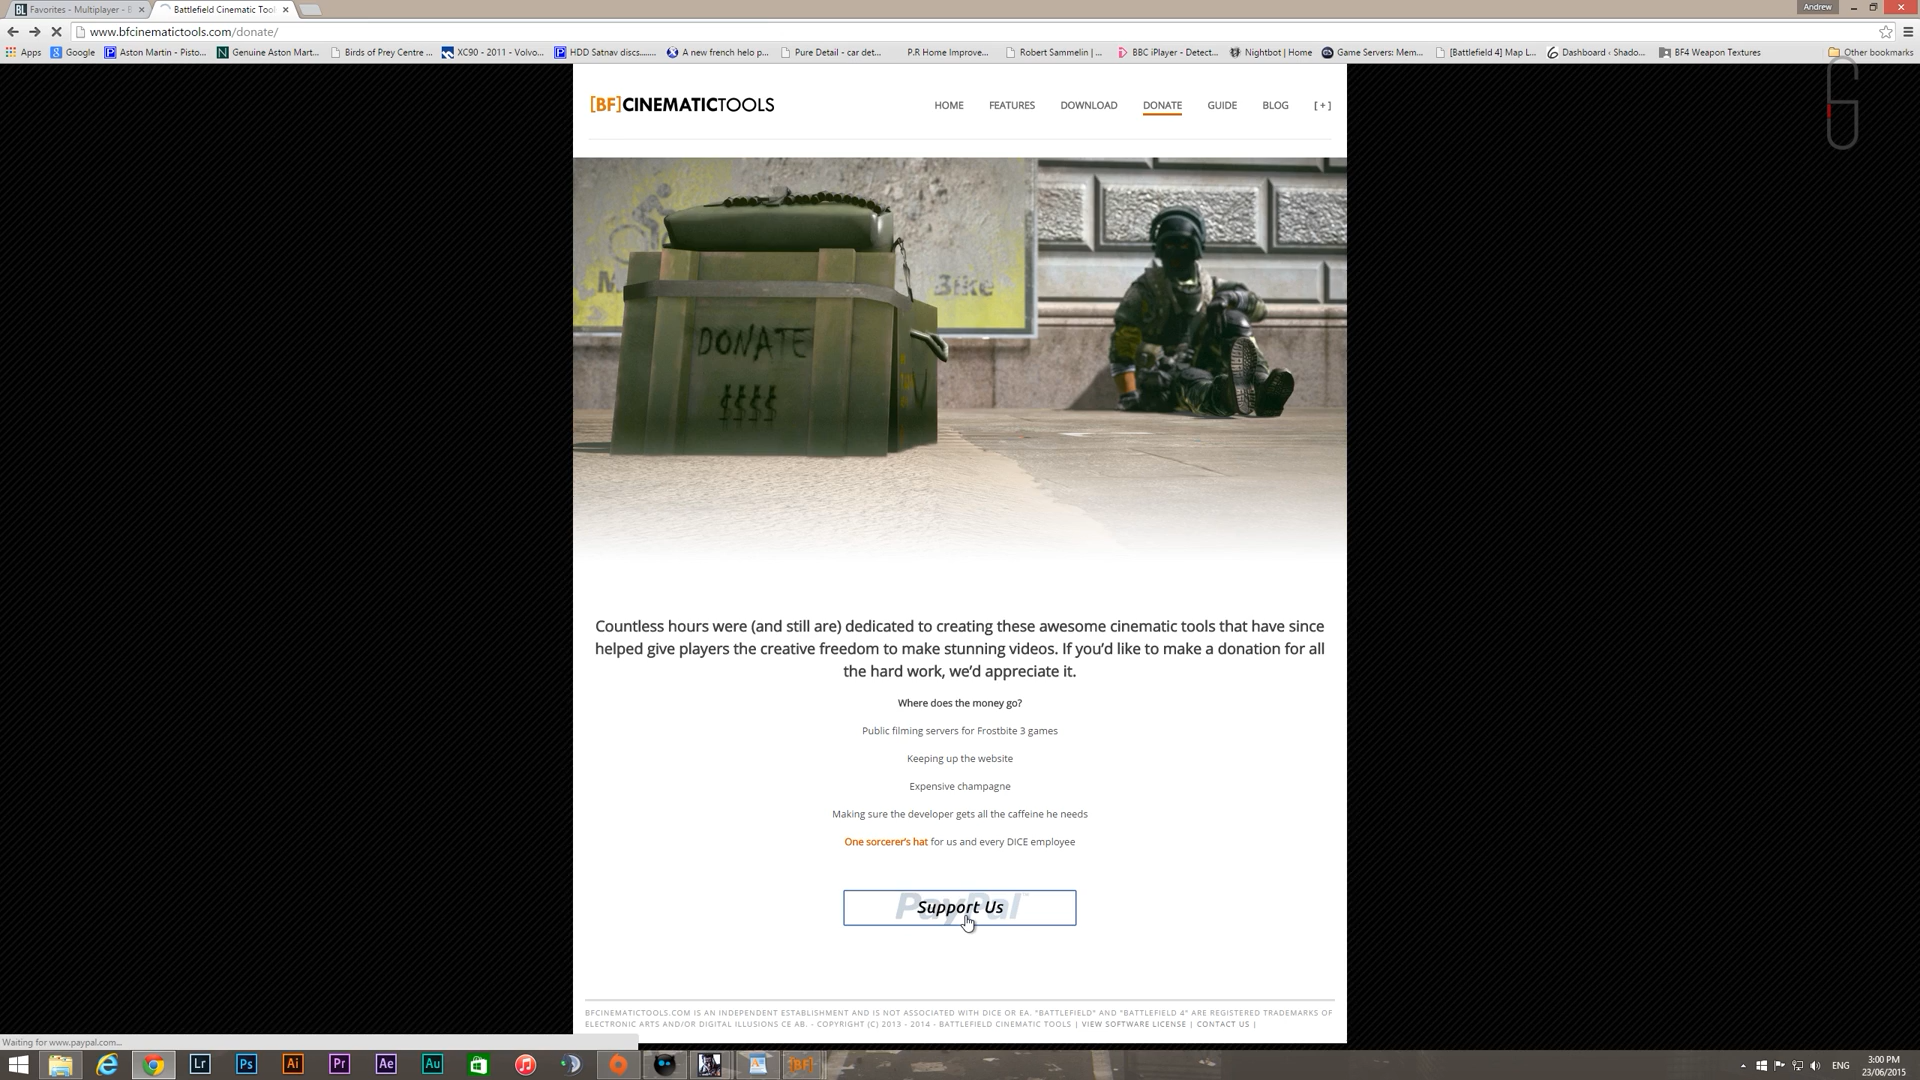 Favorites - Multiplayer - B
Battlefield Cinematic Tool
Andrew
www.bfcinematictools.com/donate/
Apps
Google
Aston Martin - Pisto...
Genuine Aston Mart...
Birds of Prey Centre ...
XC90 - 2011 - Volvo...
HDD Satnav discs......
A new french help p...
Pure Detail - car det...
P.R Home Improve...
Robert Sammelin | ...
BBC iPlayer - Detect...
Nightbot | Home
Game Servers: Mem...
[Battlefield 4] Map L...
Dashboard ‹ Shado...
BF4 Weapon Textures
Other bookmarks
[BF]CINEMATICTOOLS
HOME
FEATURES
DOWNLOAD
DONATE
GUIDE
BLOG
[ + ]
Bike
DONATE
$$$$
Countless hours were (and still are) dedicated to creating these awesome cinematic tools that have since
helped give players the creative freedom to make stunning videos. If you'd like to make a donation for all
the hard work, we'd appreciate it.
Where does the money go?
Public filming servers for Frostbite 3 games
Keeping up the website
Expensive champagne
Making sure the developer gets all the caffeine he needs
One sorcerer's hat for us and every DICE employee
PayPal
Support Us
BFCINEMATICTOOLS.COM IS AN INDEPENDENT ESTABLISHMENT AND IS NOT ASSOCIATED WITH DICE OR EA. "BATTLEFIELD" AND "BATTLEFIELD 4" ARE REGISTERED TRADEMARKS OF
ELECTRONIC ARTS AND/OR DIGITAL ILLUSIONS CE AB. - COPYRIGHT (C) 2013 - 2014 - BATTLEFIELD CINEMATIC TOOLS | VIEW SOFTWARE LICENSE | CONTACT US |
Waiting for www.paypal.com...
Lr
Ps
Ai
Pr
Ae
Au
[BF]
ENG
3:00 PM
23/06/2015